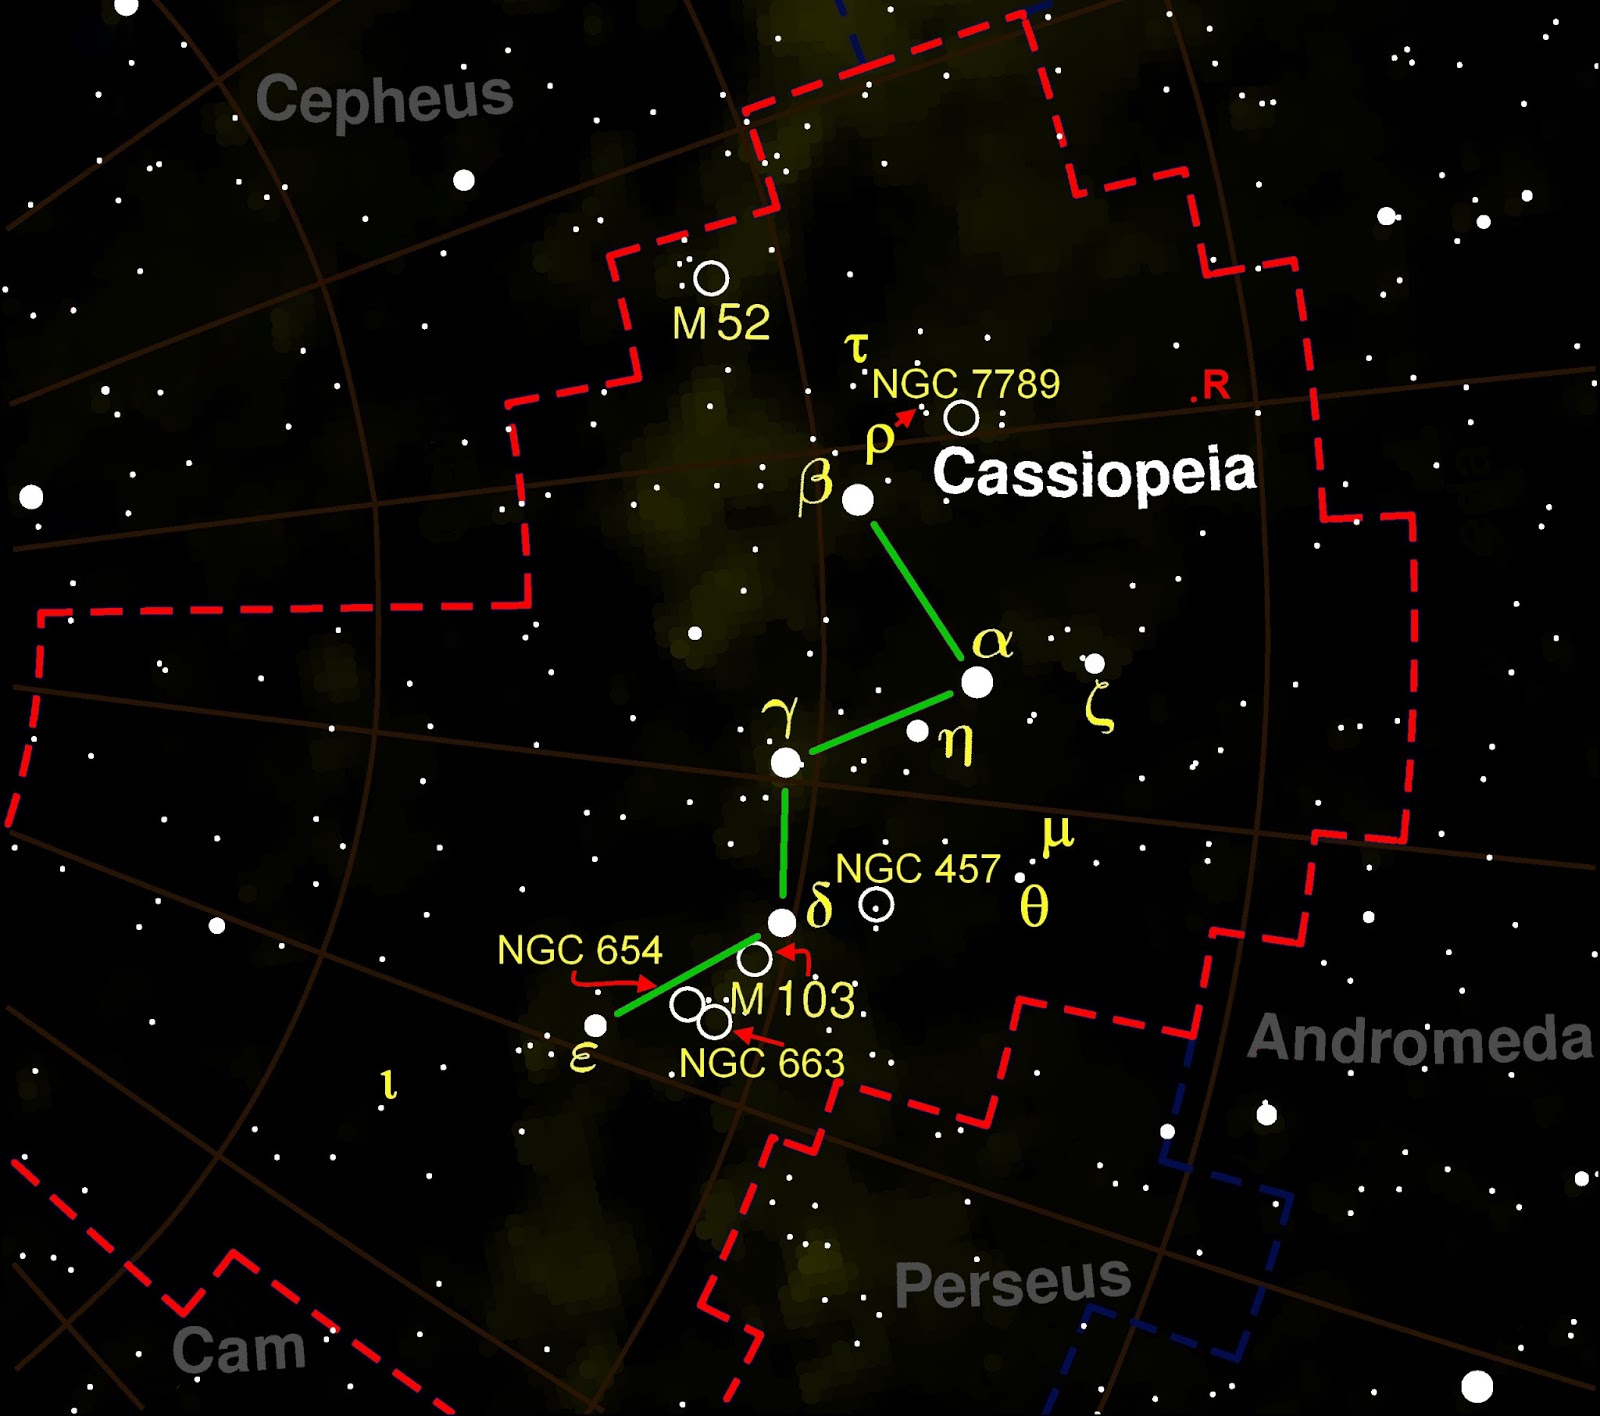 Cepheus
M 52
τ
NGC 7789
.R
ρ
β
Cassiopeia
α
ζ
γ
η
μ
NGC 457
δ
θ
NGC 654
M 103
Andromeda
ε
NGC 663
ι
Perseus
Cam